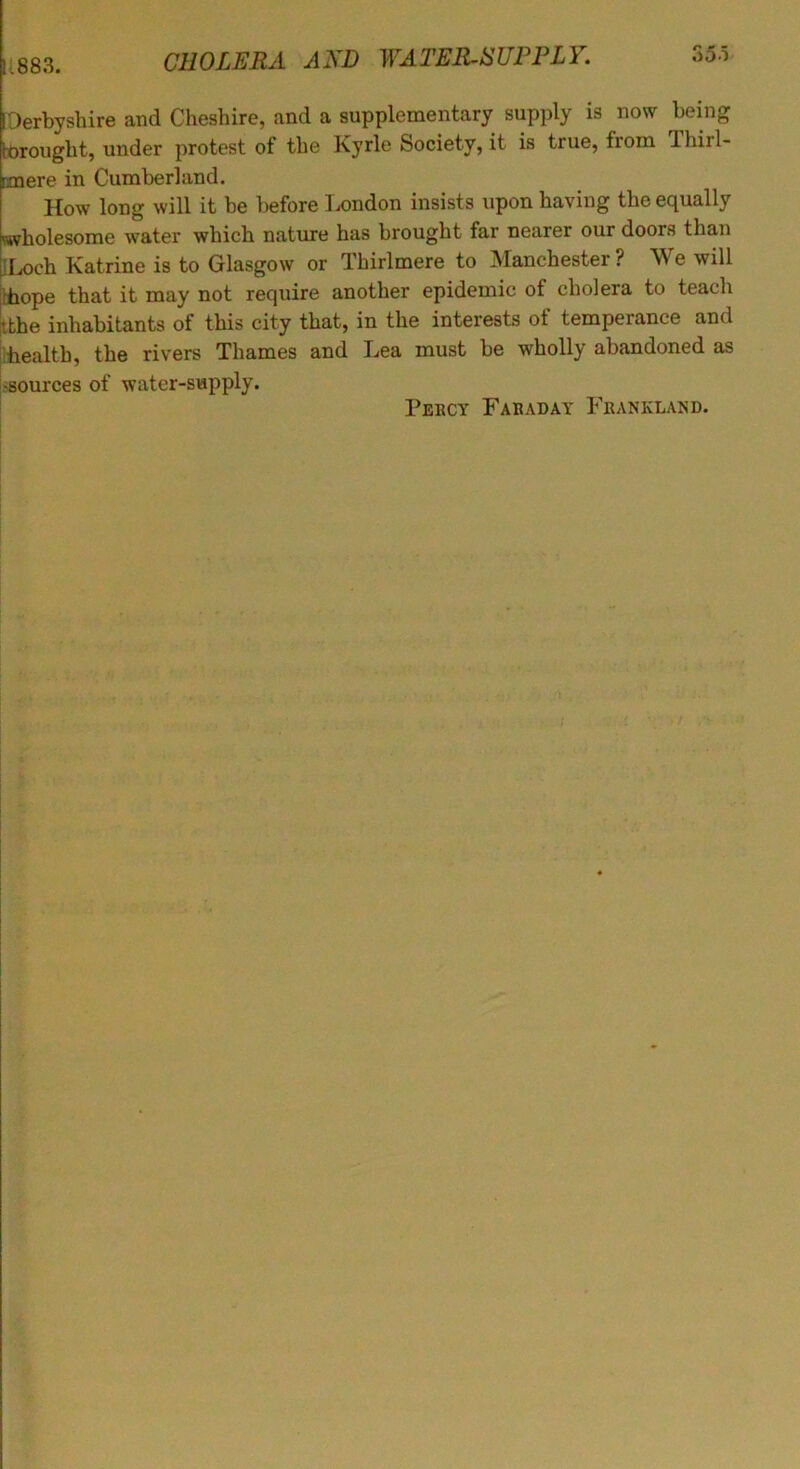 1883. CHOLERA AND WATER-SUPPLY. 355
Derbyshire and Cheshire, and a supplementary supply is now being
brought, under protest of the Kyrle Society, it is true, from Thirl-
mere in Cumberland.
How long will it be before London insists upon having the equally
wholesome water which nature has brought far nearer our doors than
Loch Katrine is to Glasgow or Thirlmere to Manchester? We will
hope that it may not require another epidemic of cholera to teach
the inhabitants of this city that, in the interests of temperance and
health, the rivers Thames and Lea must be wholly abandoned as
sources of water-supply.
Percy Faraday Frankland.